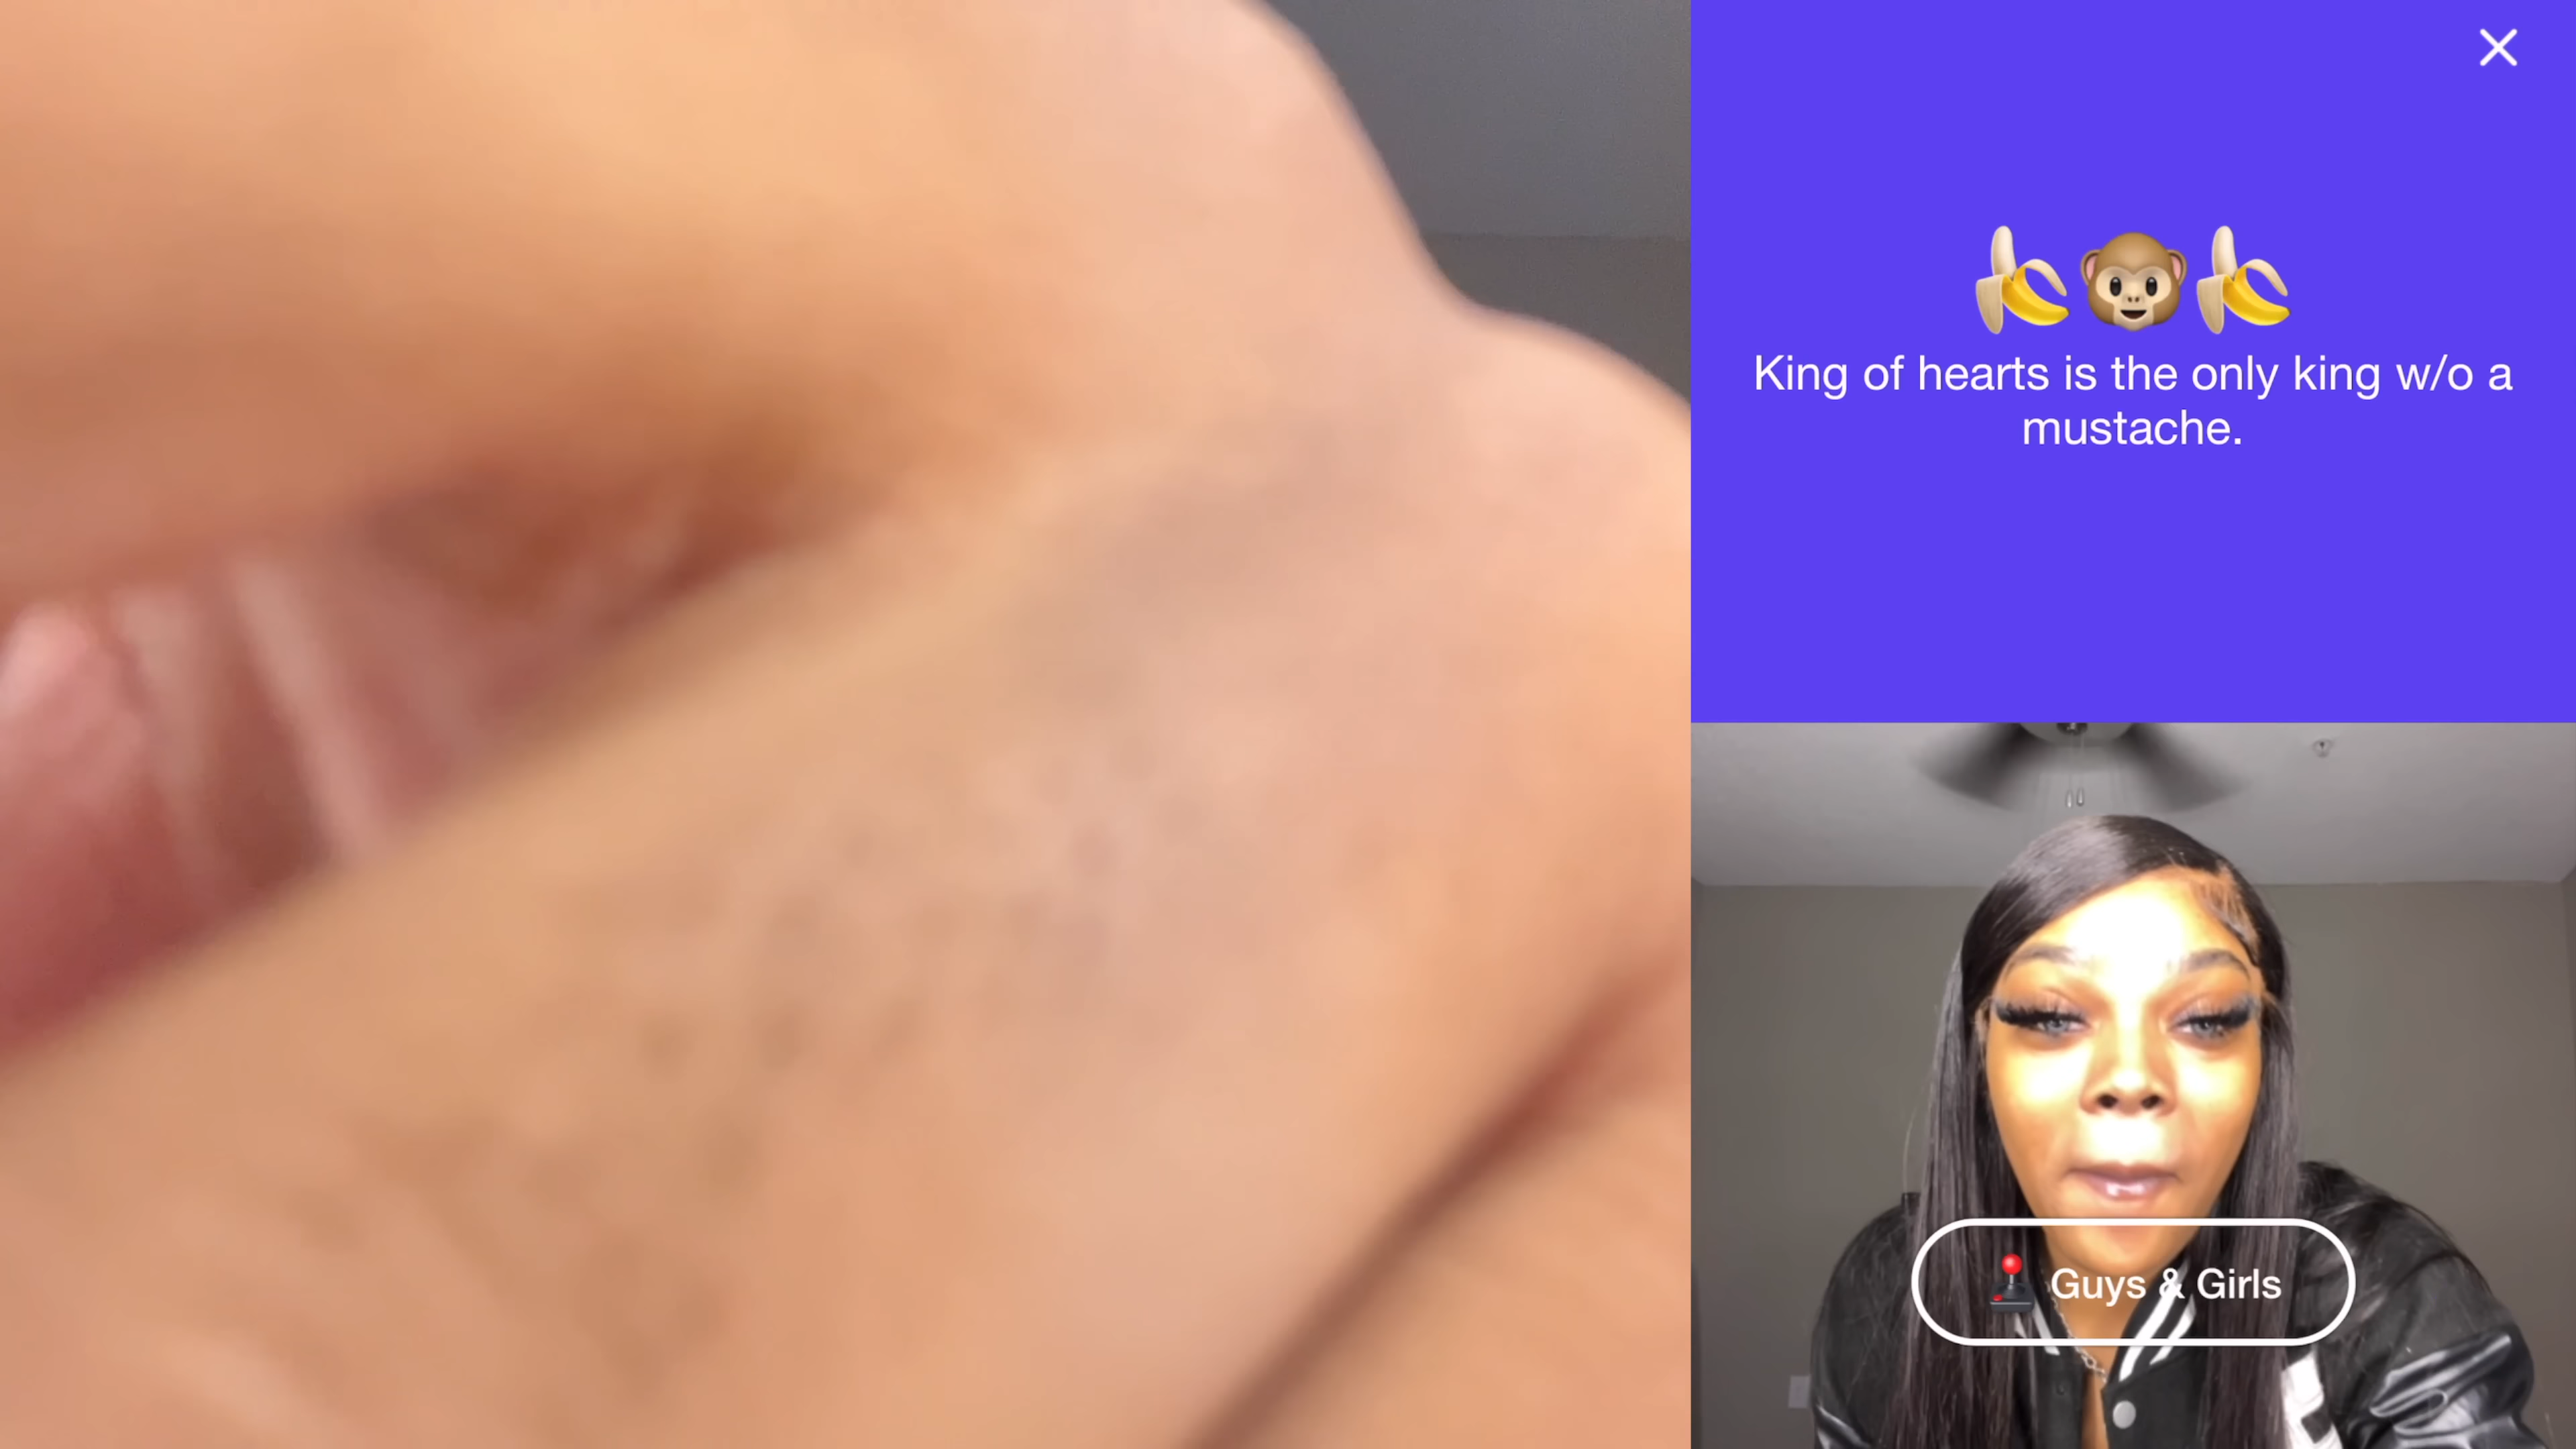 🍌🐵🍌
King of hearts is the only king w/o a
mustache.
🕹️ Guys & Girls